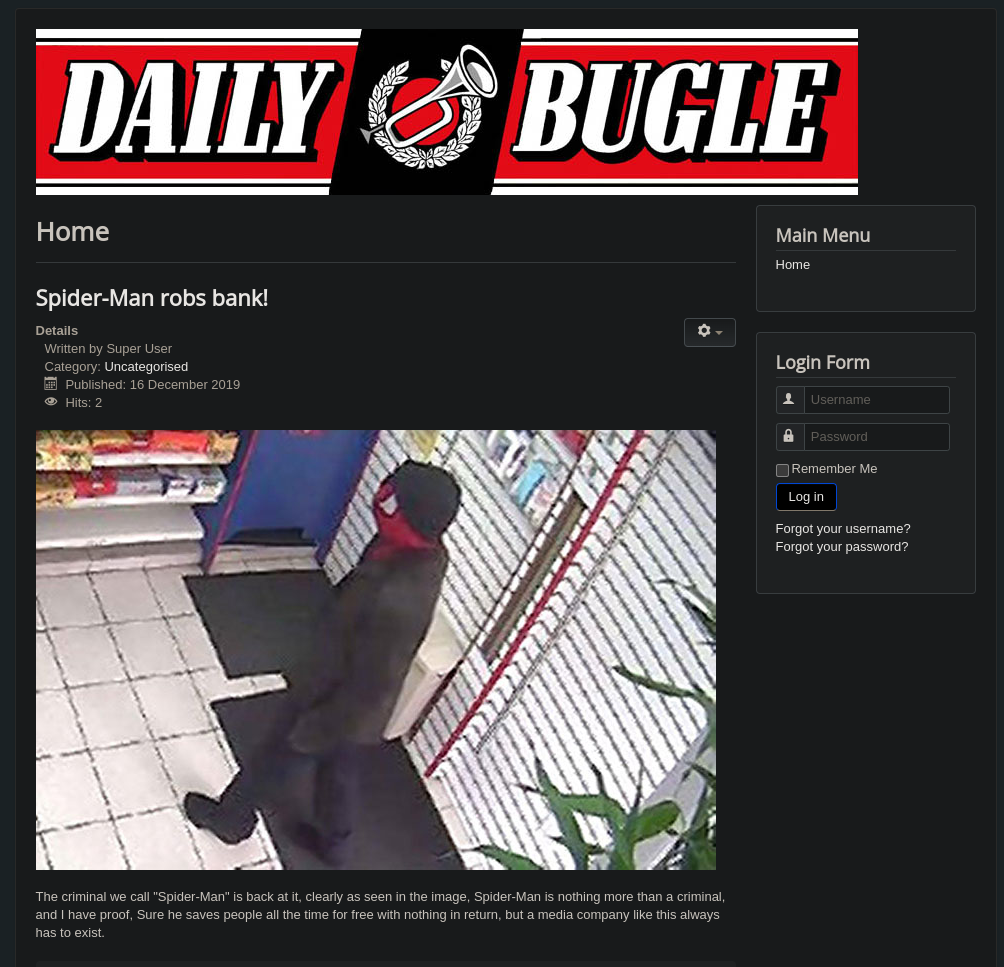 DAILY BUGLE
Home
Spider-Man robs bank!
Details
Written by Super User
Category: Uncategorised
Published: 16 December 2019
Hits: 2
The criminal we call "Spider-Man" is back at it, clearly as seen in the image, Spider-Man is nothing more than a criminal,
and I have proof, Sure he saves people all the time for free with nothing in return, but a media company like this always
has to exist.
Main Menu
Home
Login Form
Username
Password
Remember Me
Log in
Forgot your username?
Forgot your password?